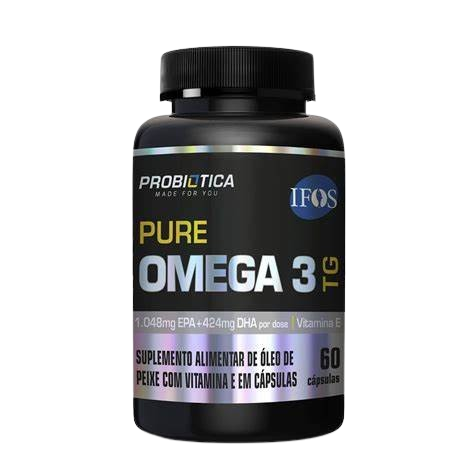 PROBIOTICA
MADE FOR YOU
IFOS
PURE
OMEGA 3 TG
1.048mg EPA+424mg DHA por dose | Vitamina E
SUPLEMENTO ALIMENTAR DE ÓLEO DE
PEIXE COM VITAMINA E EM CÁPSULAS
60
cápsulas